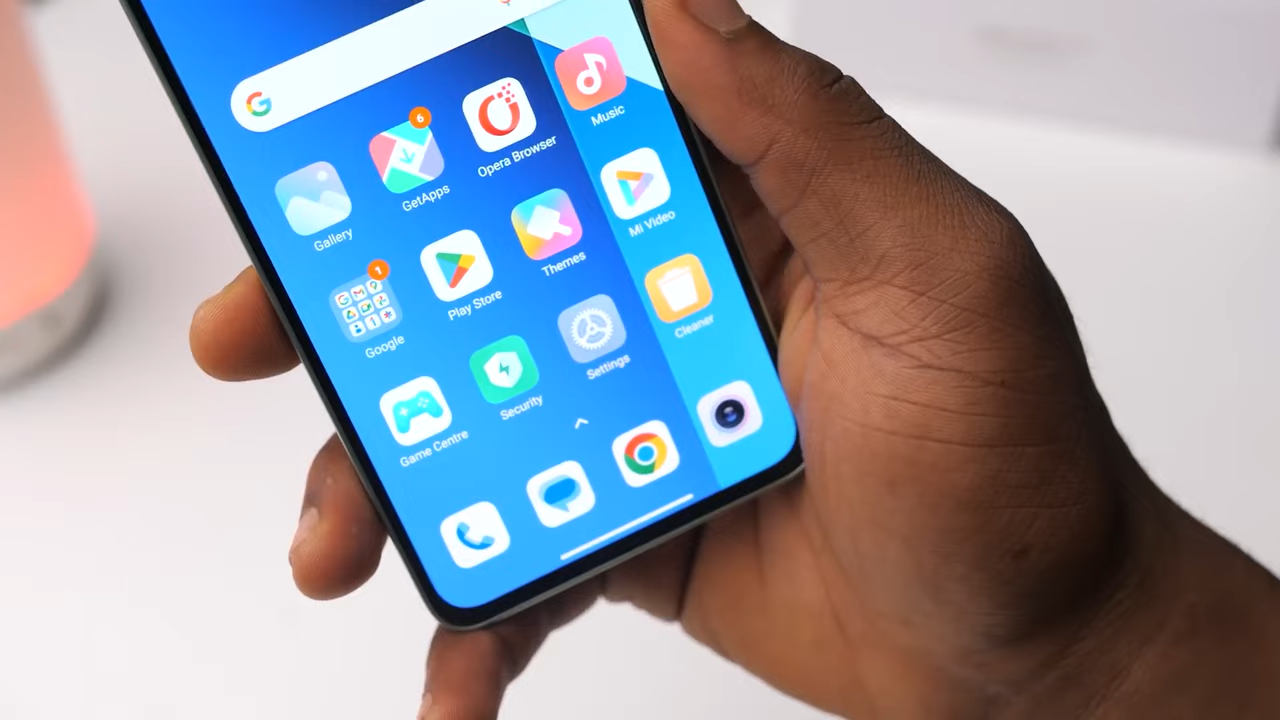 G
Gallery
6
GetApps
Opera Browser
Music
1
Google
Play Store
Themes
Mi Video
Game Centre
Security
Settings
Cleaner